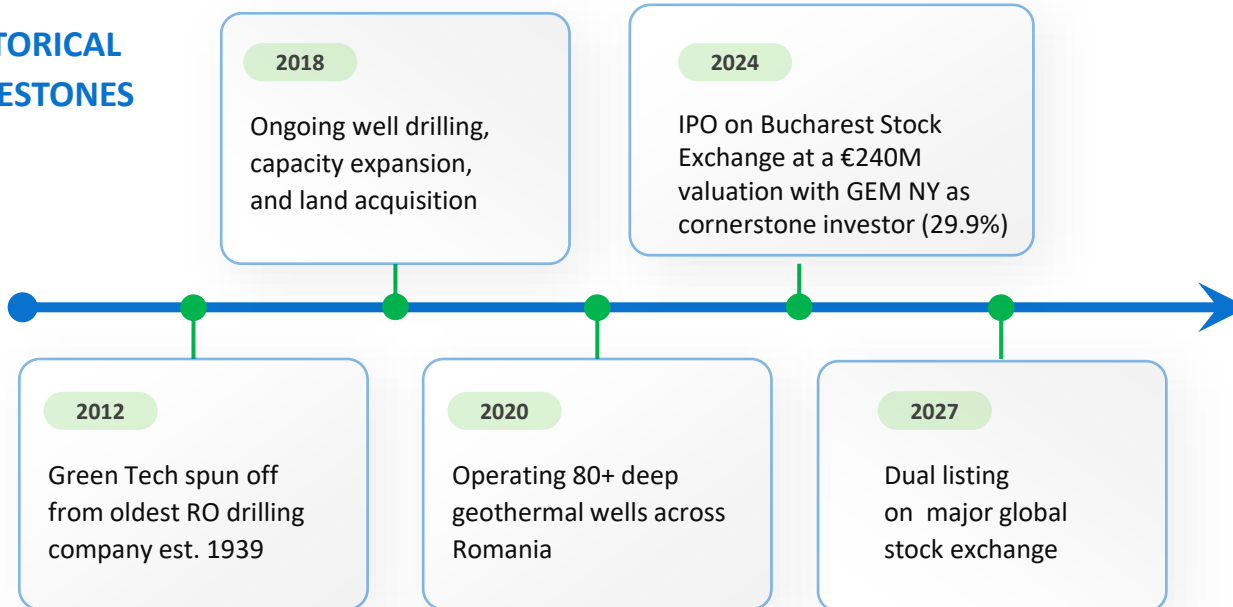 TORICAL
ESTONES
2018
Ongoing well drilling,
capacity expansion,
and land acquisition
2024
IPO on Bucharest Stock
Exchange at a €240M
valuation with GEM NY as
cornerstone investor (29.9%)
2012
Green Tech spun off
from oldest RO drilling
company est. 1939
2020
Operating 80+ deep
geothermal wells across
Romania
2027
Dual listing
on  major global
stock exchange